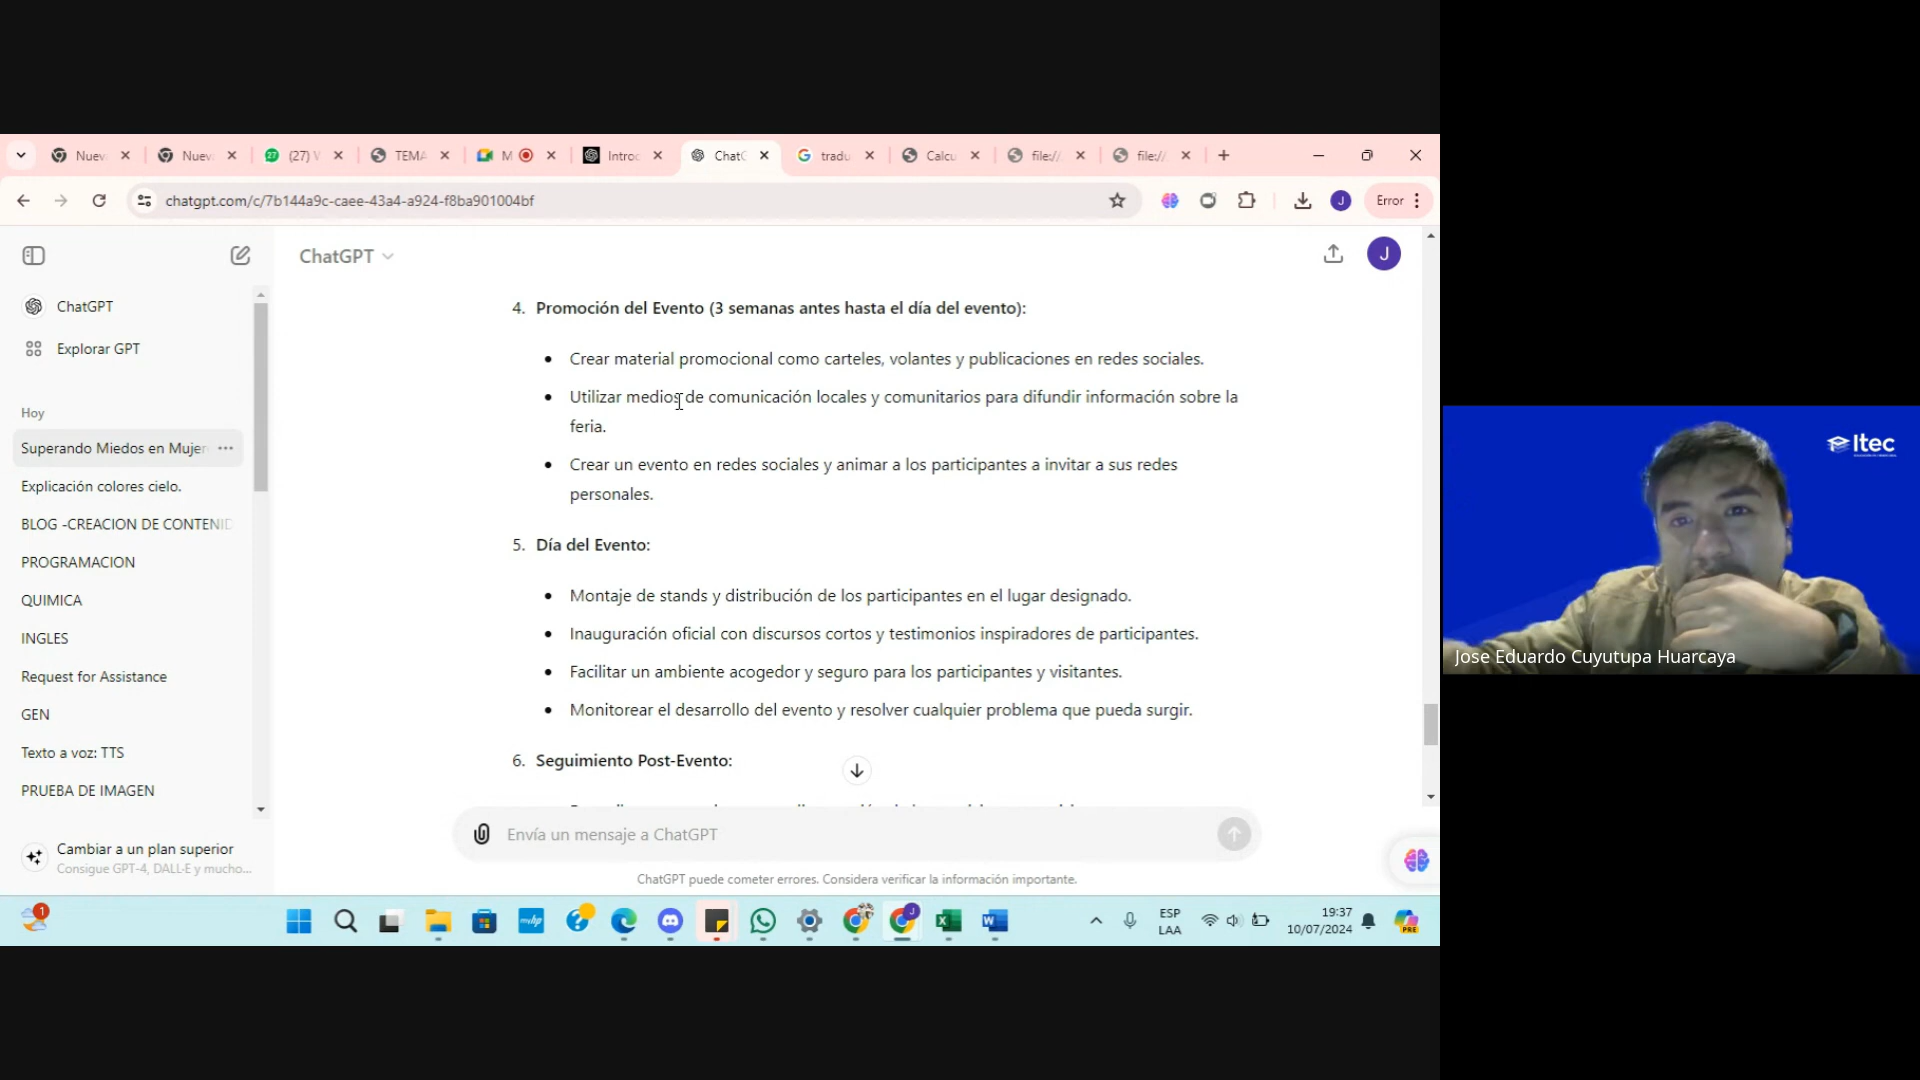 Nuev
Nuev
(27) V
TEMA
M
Introc
ChatG
tradu
Calcu
file://
file://
chatgpt.com/c/7b144a9c-caee-43a4-a924-f8ba901004bf
J
Error
ChatGPT
J
ChatGPT
Explorar GPT
Hoy
Superando Miedos en Mujer
Explicación colores cielo.
BLOG -CREACION DE CONTENID
PROGRAMACION
QUIMICA
INGLES
Request for Assistance
GEN
Texto a voz: TTS
PRUEBA DE IMAGEN
Cambiar a un plan superior
Consigue GPT-4, DALL-E y mucho...
4. Promoción del Evento (3 semanas antes hasta el día del evento):
• Crear material promocional como carteles, volantes y publicaciones en redes sociales.
• Utilizar medios de comunicación locales y comunitarios para difundir información sobre la
feria.
• Crear un evento en redes sociales y animar a los participantes a invitar a sus redes
personales.
5. Día del Evento:
• Montaje de stands y distribución de los participantes en el lugar designado.
• Inauguración oficial con discursos cortos y testimonios inspiradores de participantes.
• Facilitar un ambiente acogedor y seguro para los participantes y visitantes.
• Monitorear el desarrollo del evento y resolver cualquier problema que pueda surgir.
6. Seguimiento Post-Evento:
Envía un mensaje a ChatGPT
ChatGPT puede cometer errores. Considera verificar la información importante.
1
ESP
LAA
19:37
10/07/2024
PRE
Itec
Jose Eduardo Cuyutupa Huarcaya